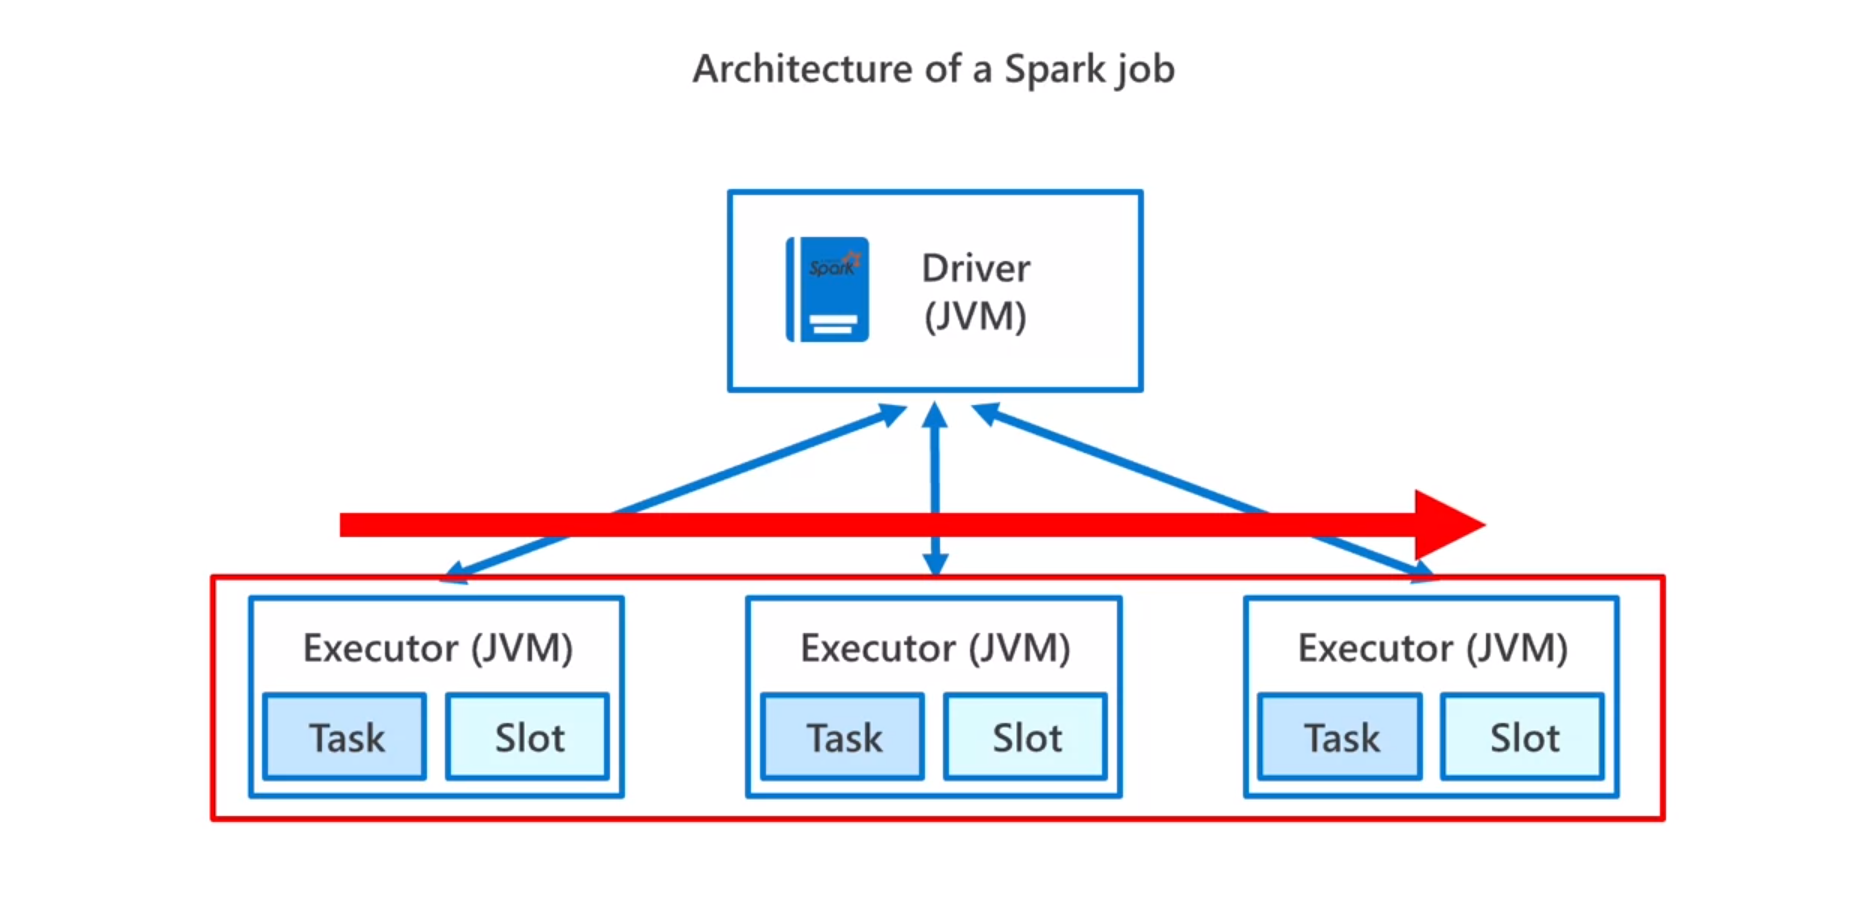 Architecture of a Spark job
Spark
Driver
(JVM)
Executor (JVM)
Task
Slot
Executor (JVM)
Task
Slot
Executor (JVM)
Task
Slot